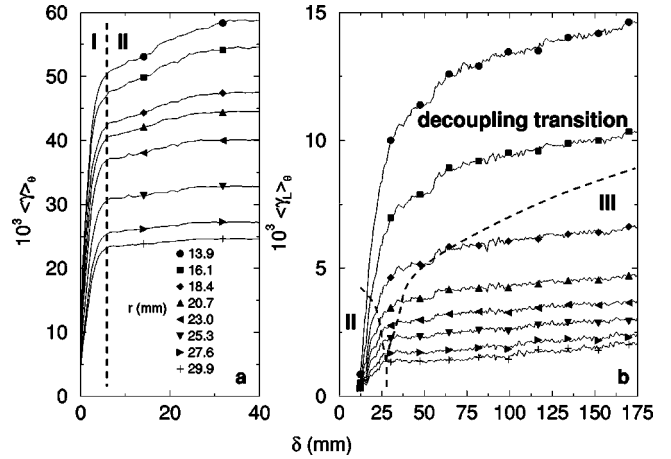 60
50
40
30
20
10
0
10³ <γ>θ
I
II
r (mm)
13.9
16.1
18.4
20.7
23.0
25.3
27.6
29.9
a
0
10
20
30
40
15
10
5
0
10³ <γL>θ
decoupling transition
II
III
b
0
25
50
75
100
125
150
175
δ (mm)